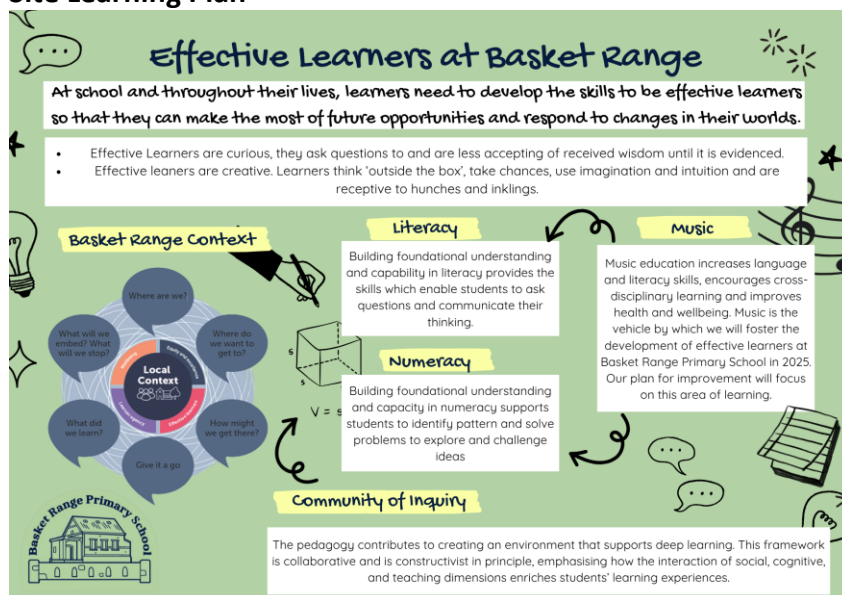 Site Learning Plan
Effective Learners at Basket Range
At school and throughout their lives, learners need to develop the skills to be effective learners
so that they can make the most of future opportunities and respond to changes in their worlds.
• Effective Learners are curious, they ask questions to and are less accepting of received wisdom until it is evidenced.
• Effective leaners are creative. Learners think 'outside the box', take chances, use imagination and intuition and are
receptive to hunches and inklings.
Basket Range Context
Where are we?
Where do
we want to
get to?
How might
we get there?
Give it a go
What did
we learn?
What will we
embed? What
will we stop?
Wellbeing
Equity and excellence
Learner agency
Effective learners
Local
Context
Literacy
Building foundational understanding
and capability in literacy provides the
skills which enable students to ask
questions and communicate their
thinking.
Numeracy
Building foundational understanding
and capacity in numeracy supports
students to identify pattern and solve
problems to explore and challenge
ideas
s
s
V = s
Music
Music education increases language
and literacy skills, encourages cross-
disciplinary learning and improves
health and wellbeing. Music is the
vehicle by which we will foster the
development of effective learners at
Basket Range Primary School in 2025.
Our plan for improvement will focus
on this area of learning.
Community of Inquiry
The pedagogy contributes to creating an environment that supports deep learning. This framework
is collaborative and is constructivist in principle, emphasising how the interaction of social, cognitive,
and teaching dimensions enriches students' learning experiences.
Basket Range Primary School